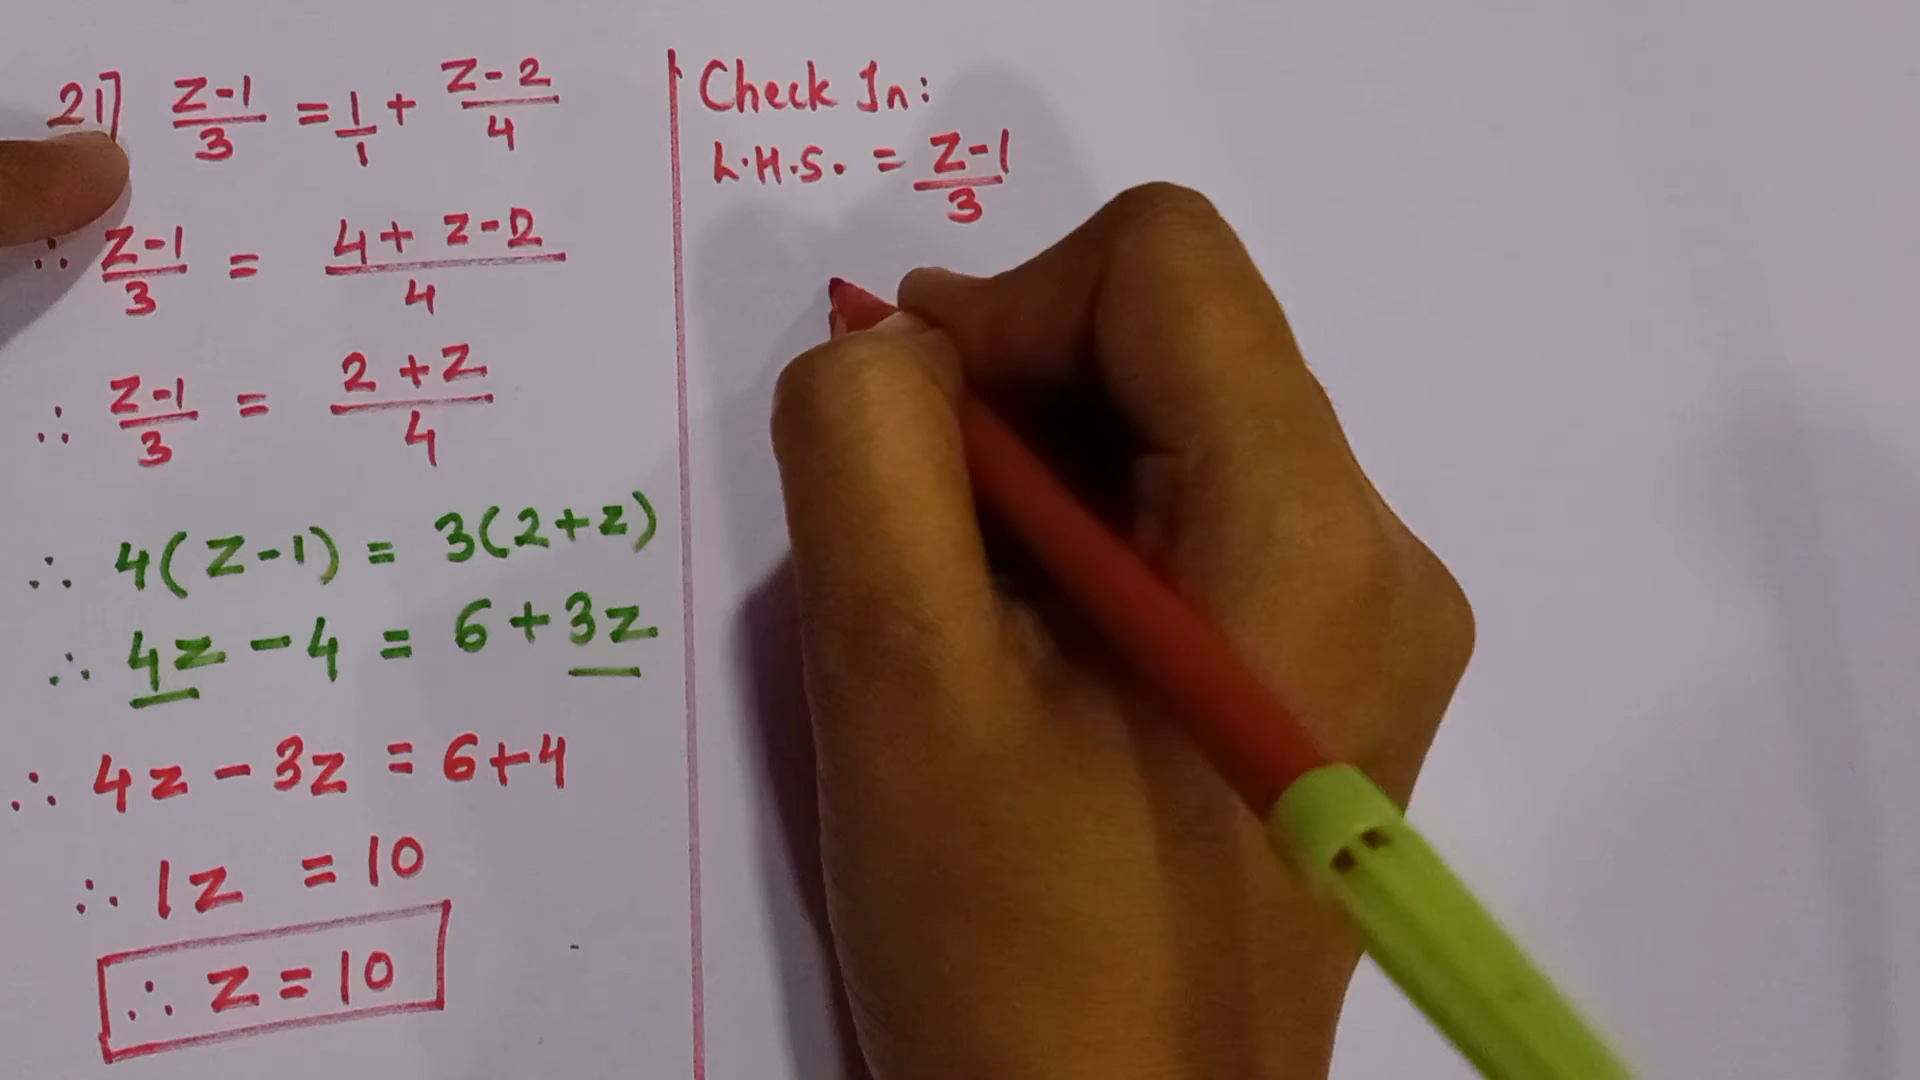 21] z-1/3 = 1/1 + z-2/4
∴ z-1/3 = 4+z-2/4
∴ z-1/3 = 2+z/4
∴ 4(z-1) = 3(2+z)
∴ 4z-4 = 6+3z
∴ 4z-3z = 6+4
∴ 1z = 10
∴ z = 10
Check In:
L.H.S. = z-1/3